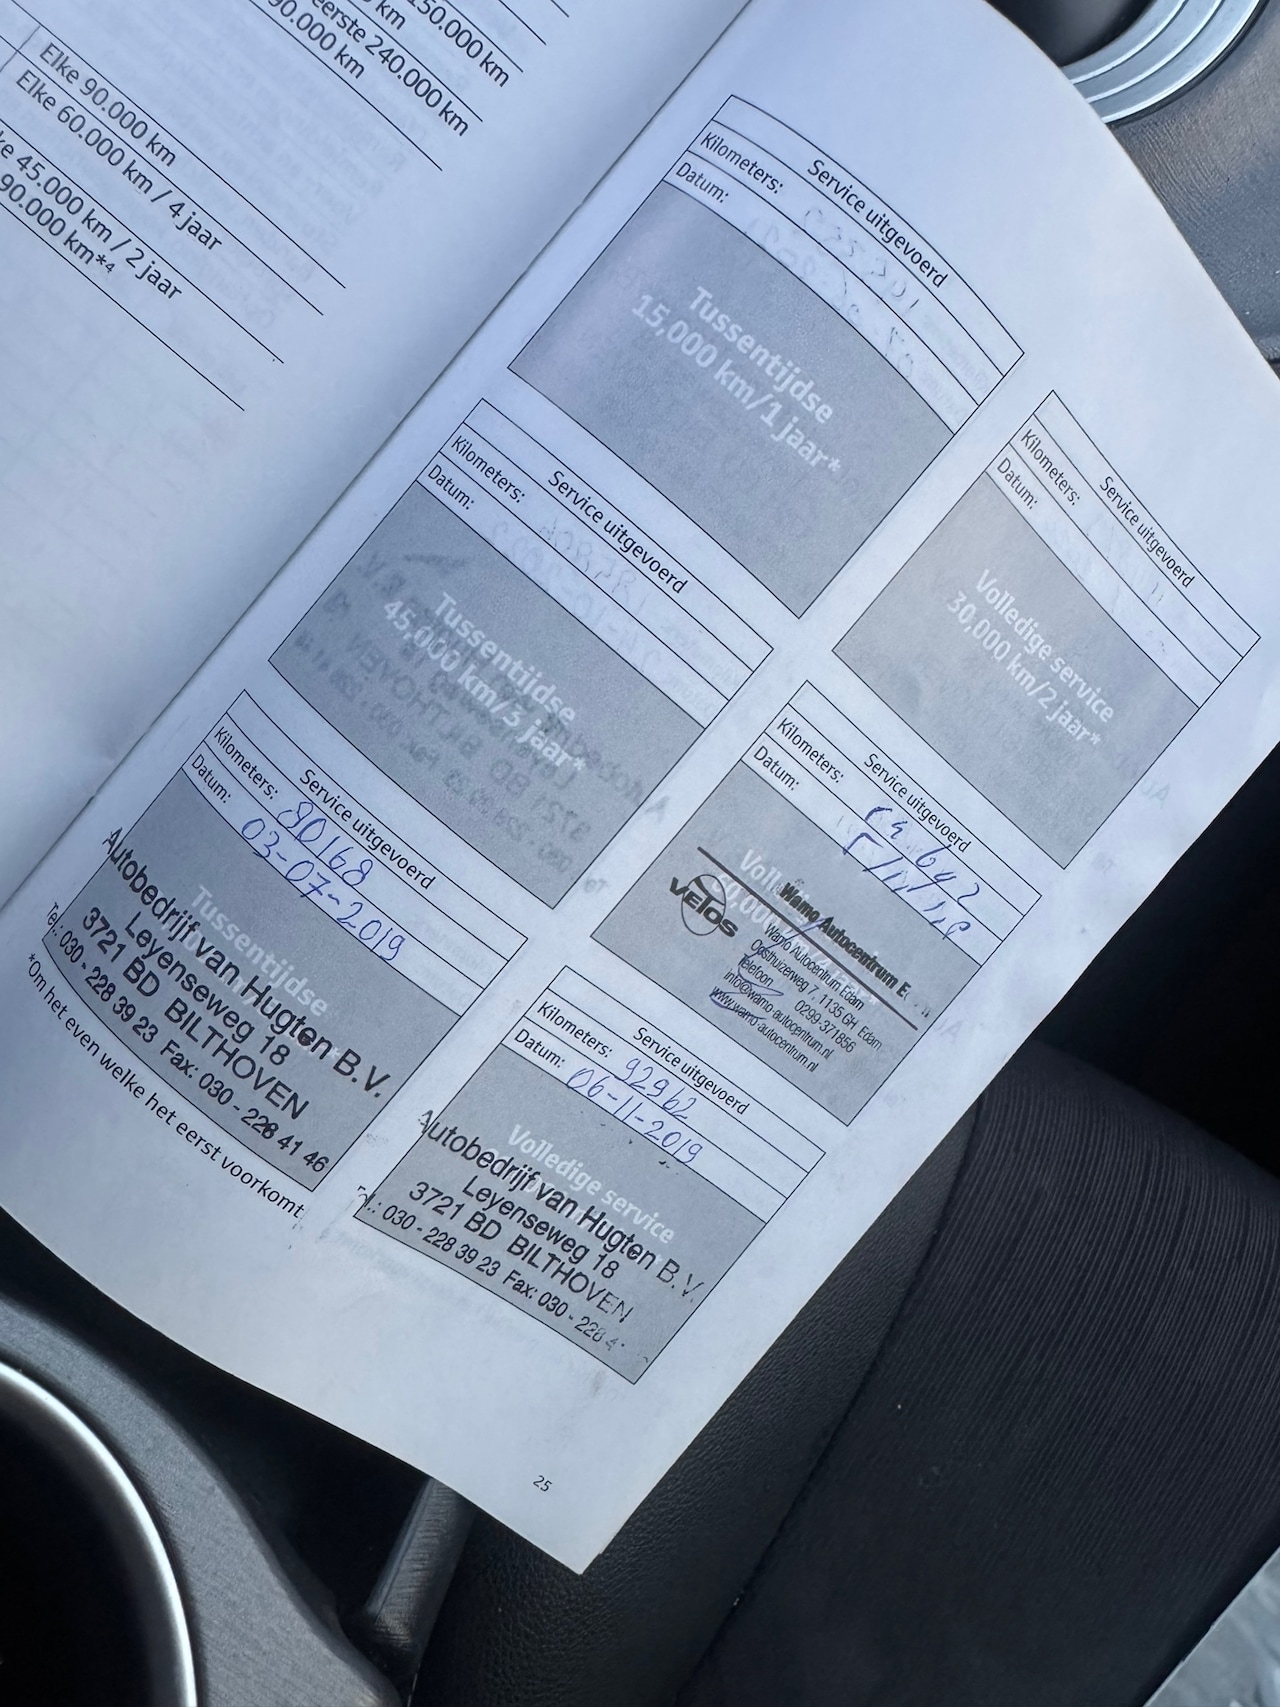 150.000 km
km
eerste 240.000 km
90.000 km
Elke 90.000 km
Elke 60.000 km / 4 jaar
ke 45.000 km / 2 jaar
90.000 km*⁴
Service uitgevoerd
Kilometers:
Datum:
Tussentijdse
15,000 km/1 jaar*
Service uitgevoerd
Kilometers:
Datum:
Volledige service
30,000 km/2 jaar*
Service uitgevoerd
Kilometers:
Datum:
Tussentijdse
45,000 km/3 jaar*
Service uitgevoerd
Kilometers:
Datum:
VETOS
Wamo Autocentrum E
Wamo Autocentrum Edam
Oosthuizerweg 7, 1135 GH Edam
Telefoon 0299-371856
info@wamo-autocentrum.nl
www.wamo-autocentrum.nl
Service uitgevoerd
Kilometers: 80168
Datum: 03-07-2019
Tussentijdse
Autobedrijf van Hugten B.V.
Leyenseweg 18
3721 BD BILTHOVEN
Tel.: 030 - 228 39 23 Fax: 030 - 228 41 46
*Om het even welke het eerst voorkomt
Service uitgevoerd
Kilometers: 92962
Datum: 06-11-2019
Volledige service
Autobedrijf van Hugten B.V.
Leyenseweg 18
3721 BD BILTHOVEN
030 - 228 39 23 Fax: 030 - 228 4
25